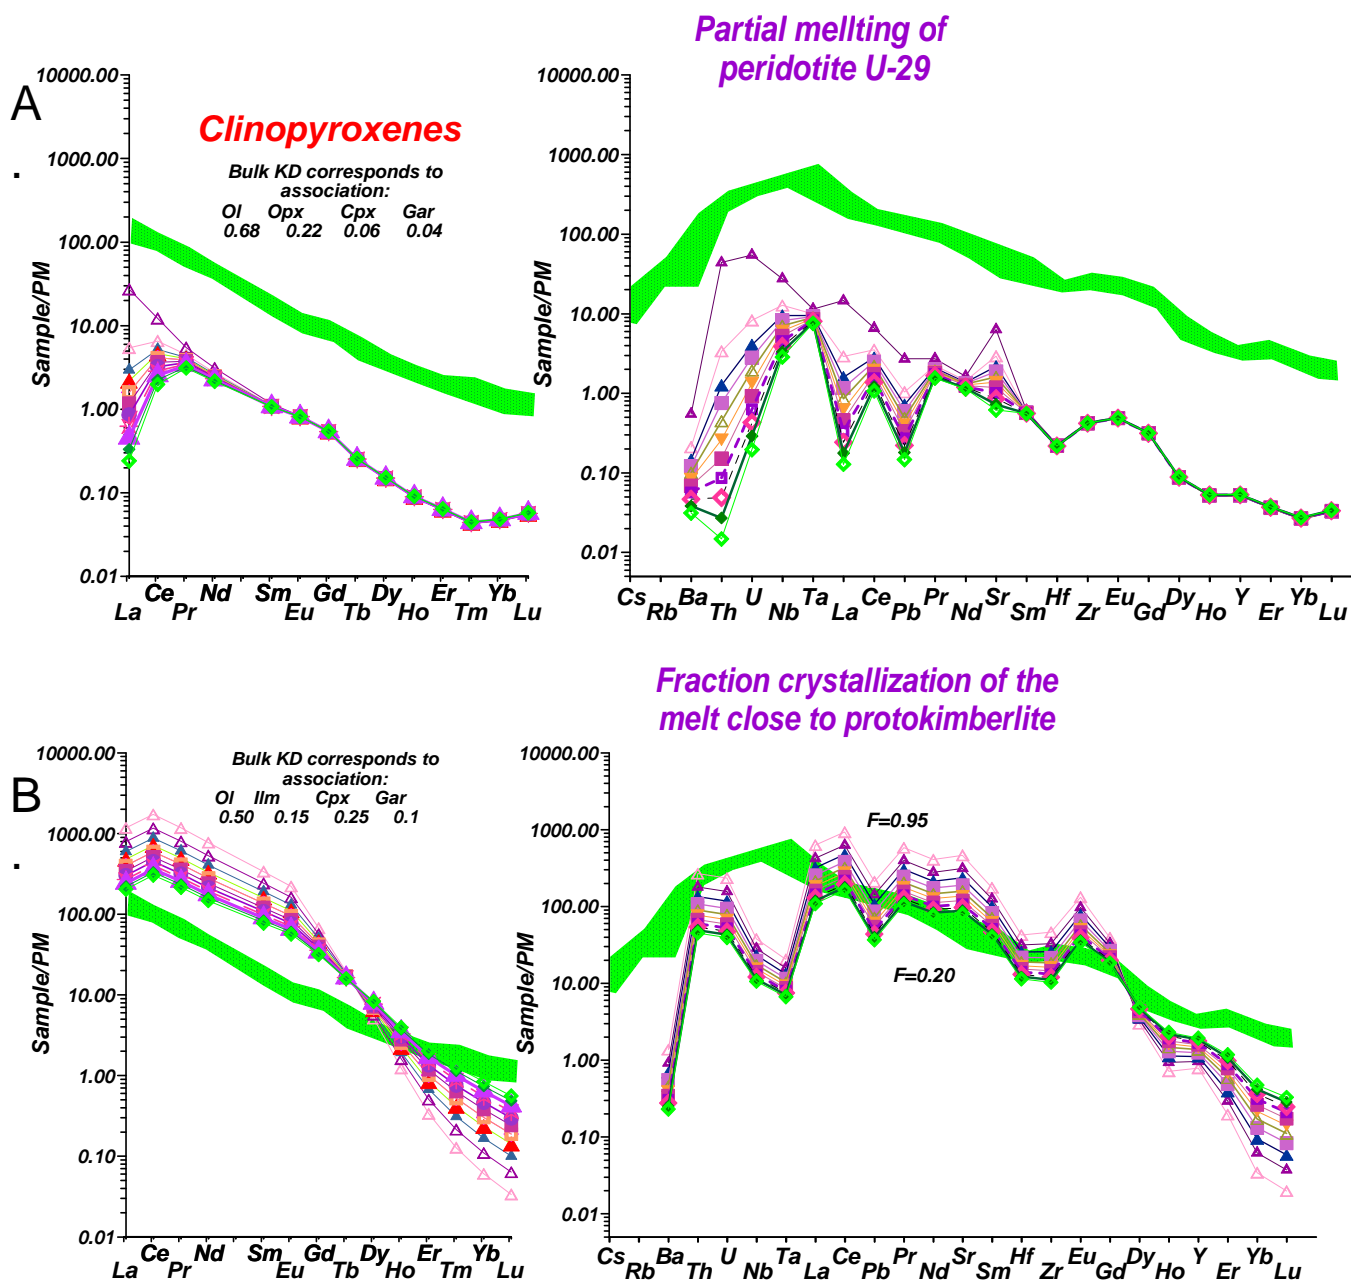 Partial mellting of
peridotite U-29
A
.
10000.00
1000.00
100.00
10.00
1.00
0.10
0.01
Sample/PM
Clinopyroxenes
Bulk KD corresponds to
association:
Ol Opx Cpx Gar
0.68 0.22 0.06 0.04
La Ce Pr Nd Sm Eu Gd Tb Dy Ho Er Tm Yb Lu
10000.00
1000.00
100.00
10.00
1.00
0.10
0.01
Sample/PM
Cs Rb Ba Th U Nb Ta La Ce Pb Pr Nd Sr Sm Hf Zr Eu Gd Dy Ho Y Er Yb Lu
Fraction crystallization of the
melt close to protokimberlite
B
.
10000.00
1000.00
100.00
10.00
1.00
0.10
0.01
Sample/PM
Bulk KD corresponds to
association:
Ol Ilm Cpx Gar
0.50 0.15 0.25 0.1
La Ce Pr Nd Sm Eu Gd Tb Dy Ho Er Tm Yb Lu
10000.00
1000.00
100.00
10.00
1.00
0.10
0.01
Sample/PM
F=0.95
F=0.20
Cs Rb Ba Th U Nb Ta La Ce Pb Pr Nd Sr Sm Hf Zr Eu Gd Dy Ho Y Er Yb Lu